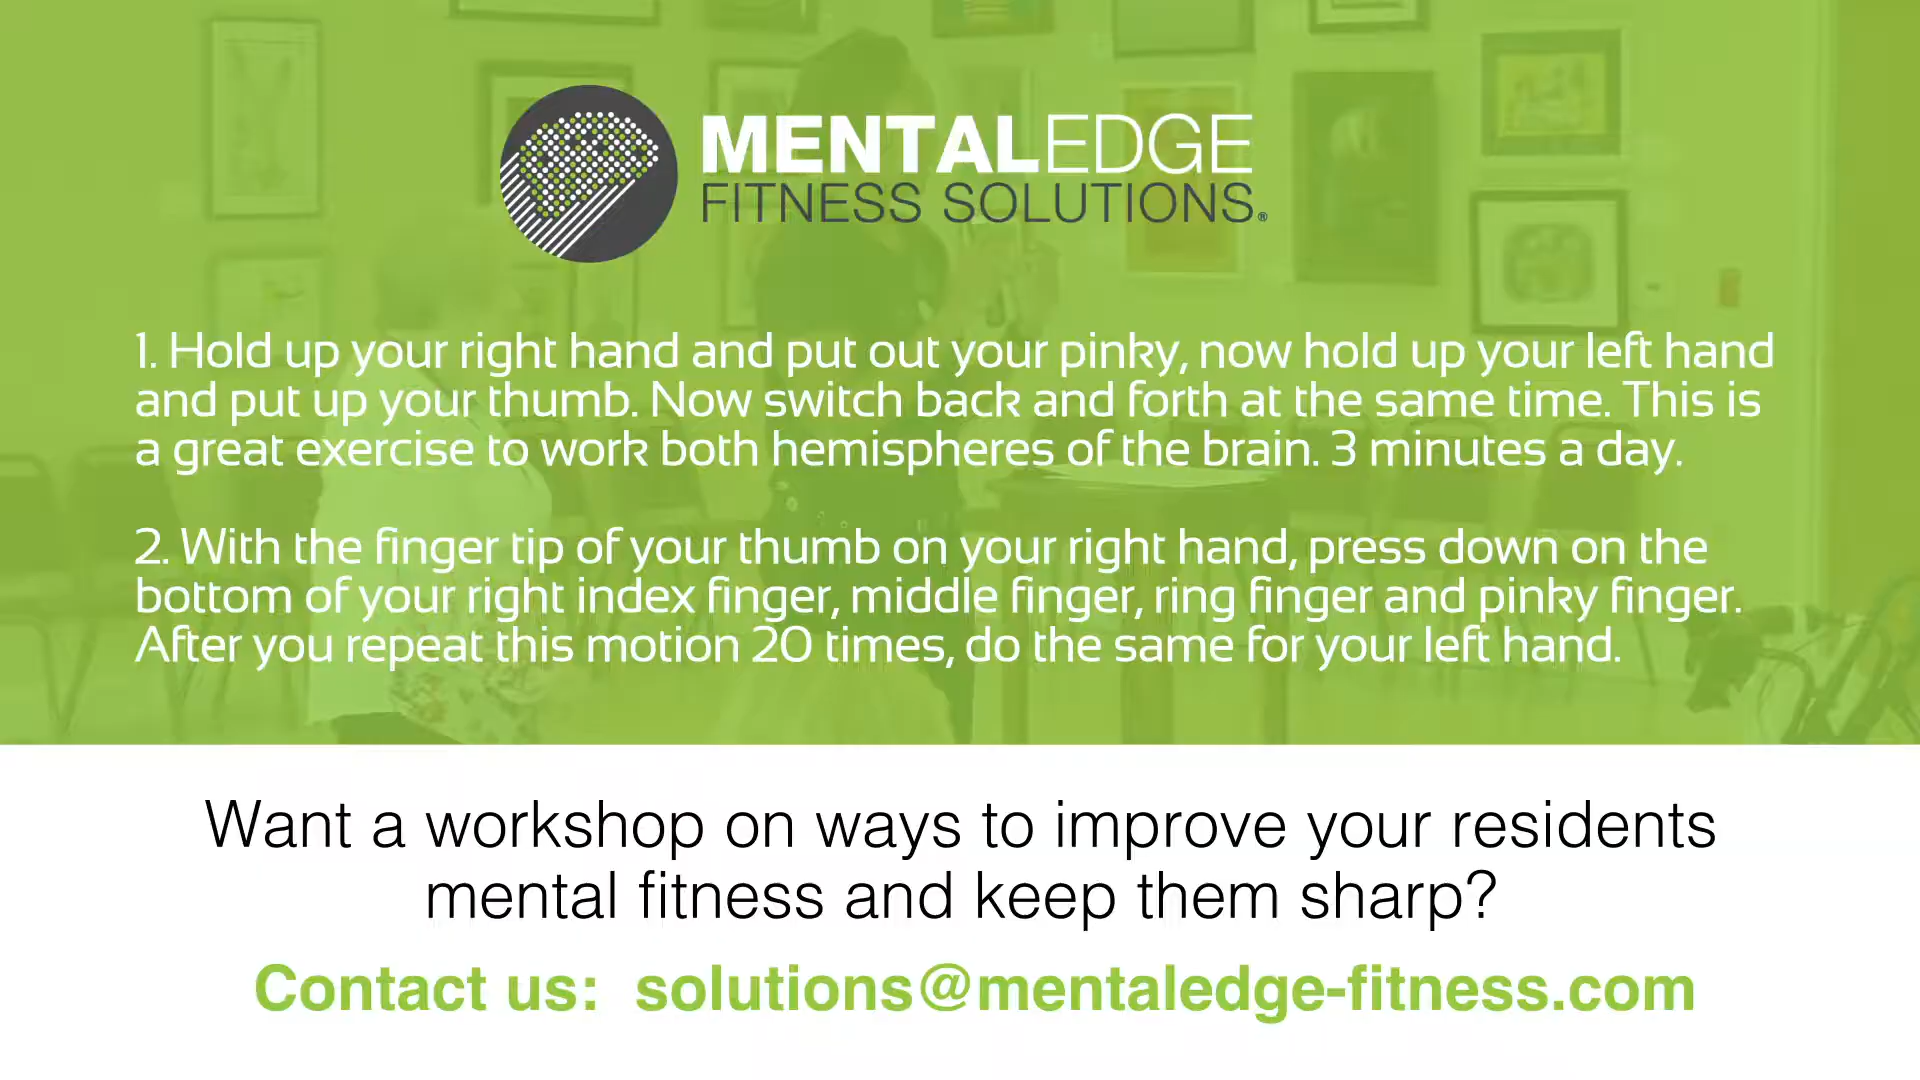 MENTALEDGE
FITNESS SOLUTIONS®
1. Hold up your right hand and put out your pinky, now hold up your left hand
and put up your thumb. Now switch back and forth at the same time. This is
a great exercise to work both hemispheres of the brain. 3 minutes a day.
2. With the finger tip of your thumb on your right hand, press down on the
bottom of your right index finger, middle finger, ring finger and pinky finger.
After you repeat this motion 20 times, do the same for your left hand.
Want a workshop on ways to improve your residents
mental fitness and keep them sharp?
Contact us: solutions@mentaledge-fitness.com